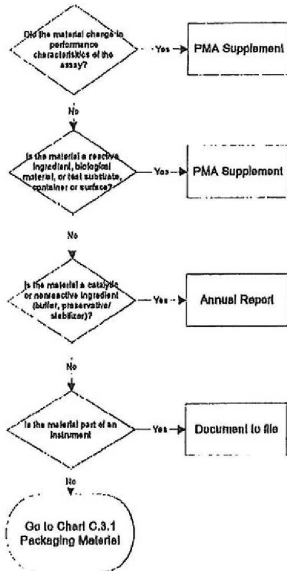 Did the material change in
performance
characteristics of the
assay?
Yes
PMA Supplement
No
Is the material a reactive
ingredient, biological
material, or test substrate,
container or surface?
Yes
PMA Supplement
No
Is the material a catalytic
or nonreactive ingredient
(buffer, preservative/
stabilizer)?
Yes
Annual Report
No
Is the material part of an
instrument
Yes
Document to file
No
Go to Chart C.3.1
Packaging Material